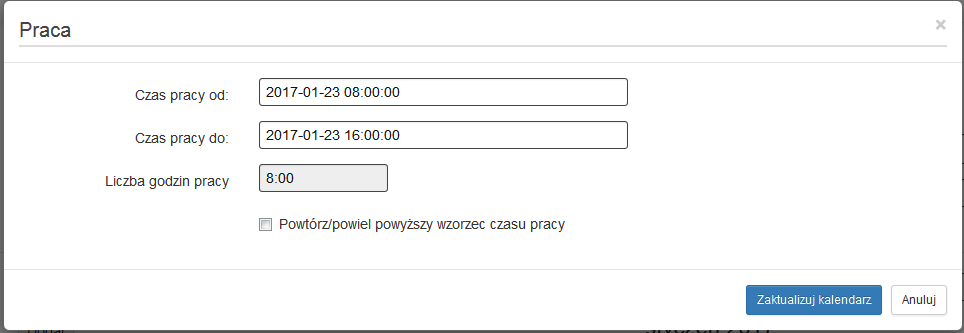 Praca
×
Czas pracy od:
2017-01-23 08:00:00
Czas pracy do:
2017-01-23 16:00:00
Liczba godzin pracy
8:00
Powtórz/powiel powyższy wzorzec czasu pracy
Zaktualizuj kalendarz
Anuluj